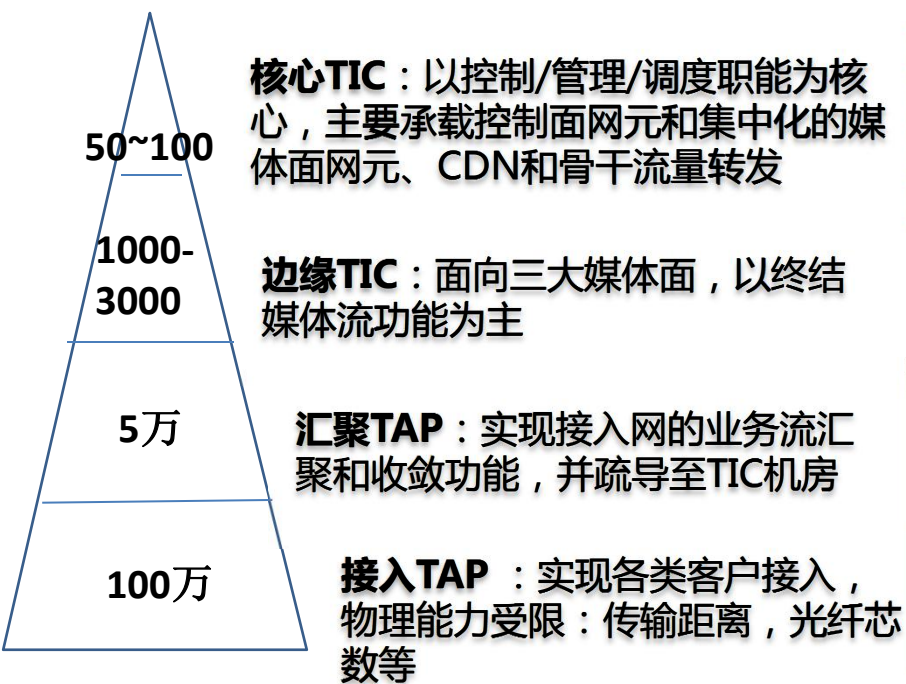 核心TIC：以控制/管理/调度职能为核
心，主要承载控制面网元和集中化的媒
体面网元、CDN和骨干流量转发
50~100
1000-
3000
边缘TIC：面向三大媒体面，以终结
媒体流功能为主
5万
汇聚TAP：实现接入网的业务流汇
聚和收敛功能，并疏导至TIC机房
100万
接入TAP ：实现各类客户接入，
物理能力受限：传输距离，光纤芯
数等